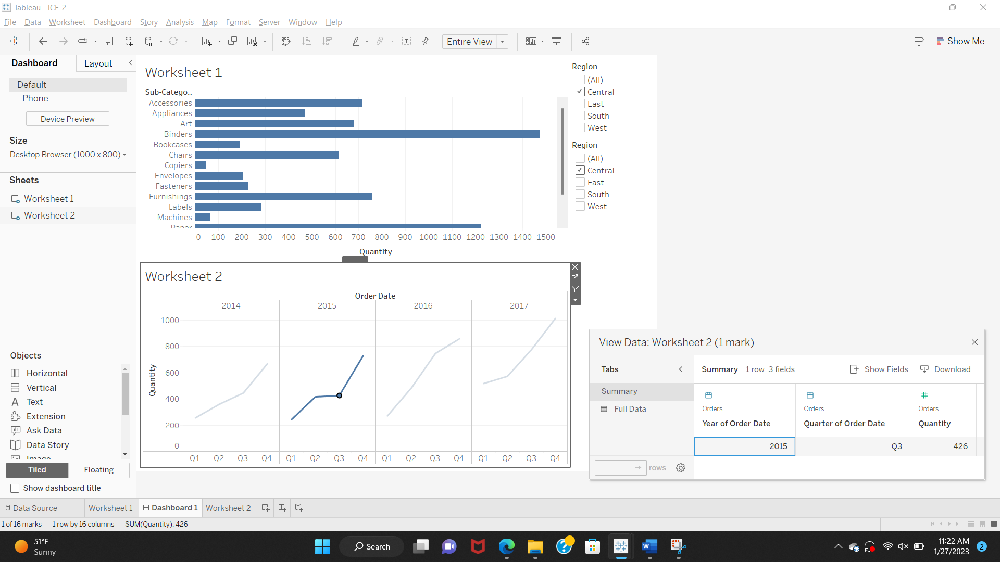 Tableau - ICE-2
File Data Worksheet Dashboard Story Analysis Map Format Server Window Help
Entire View
Show Me
Dashboard
Layout
Default
Phone
Device Preview
Size
Desktop Browser (1000 x 800)
Sheets
Worksheet 1
Worksheet 2
Objects
Horizontal
Vertical
Text
Extension
Ask Data
Data Story
Image
Tiled
Floating
Show dashboard title
Worksheet 1
Sub-Catego..
Accessories
Appliances
Art
Binders
Bookcases
Chairs
Copiers
Envelopes
Fasteners
Furnishings
Labels
Machines
Paper
0 100 200 300 400 500 600 700 800 900 1000 1100 1200 1300 1400 1500
Quantity
Region
(All)
Central
East
South
West
Region
(All)
Central
East
South
West
Worksheet 2
Order Date
2014 2015 2016 2017
Quantity
1000
800
600
400
200
0
Q1 Q2 Q3 Q4 Q1 Q2 Q3 Q4 Q1 Q2 Q3 Q4 Q1 Q2 Q3 Q4
View Data: Worksheet 2 (1 mark)
Tabs
Summary
Full Data
rows
Summary 1 row 3 fields
Show Fields
Download
Orders Orders Orders
Year of Order Date Quarter of Order Date Quantity
2015 Q3 426
Data Source
Worksheet 1
Dashboard 1
Worksheet 2
1 of 16 marks 1 row by 16 columns SUM(Quantity): 426
51°F
Sunny
Search
11:22 AM
1/27/2023
2